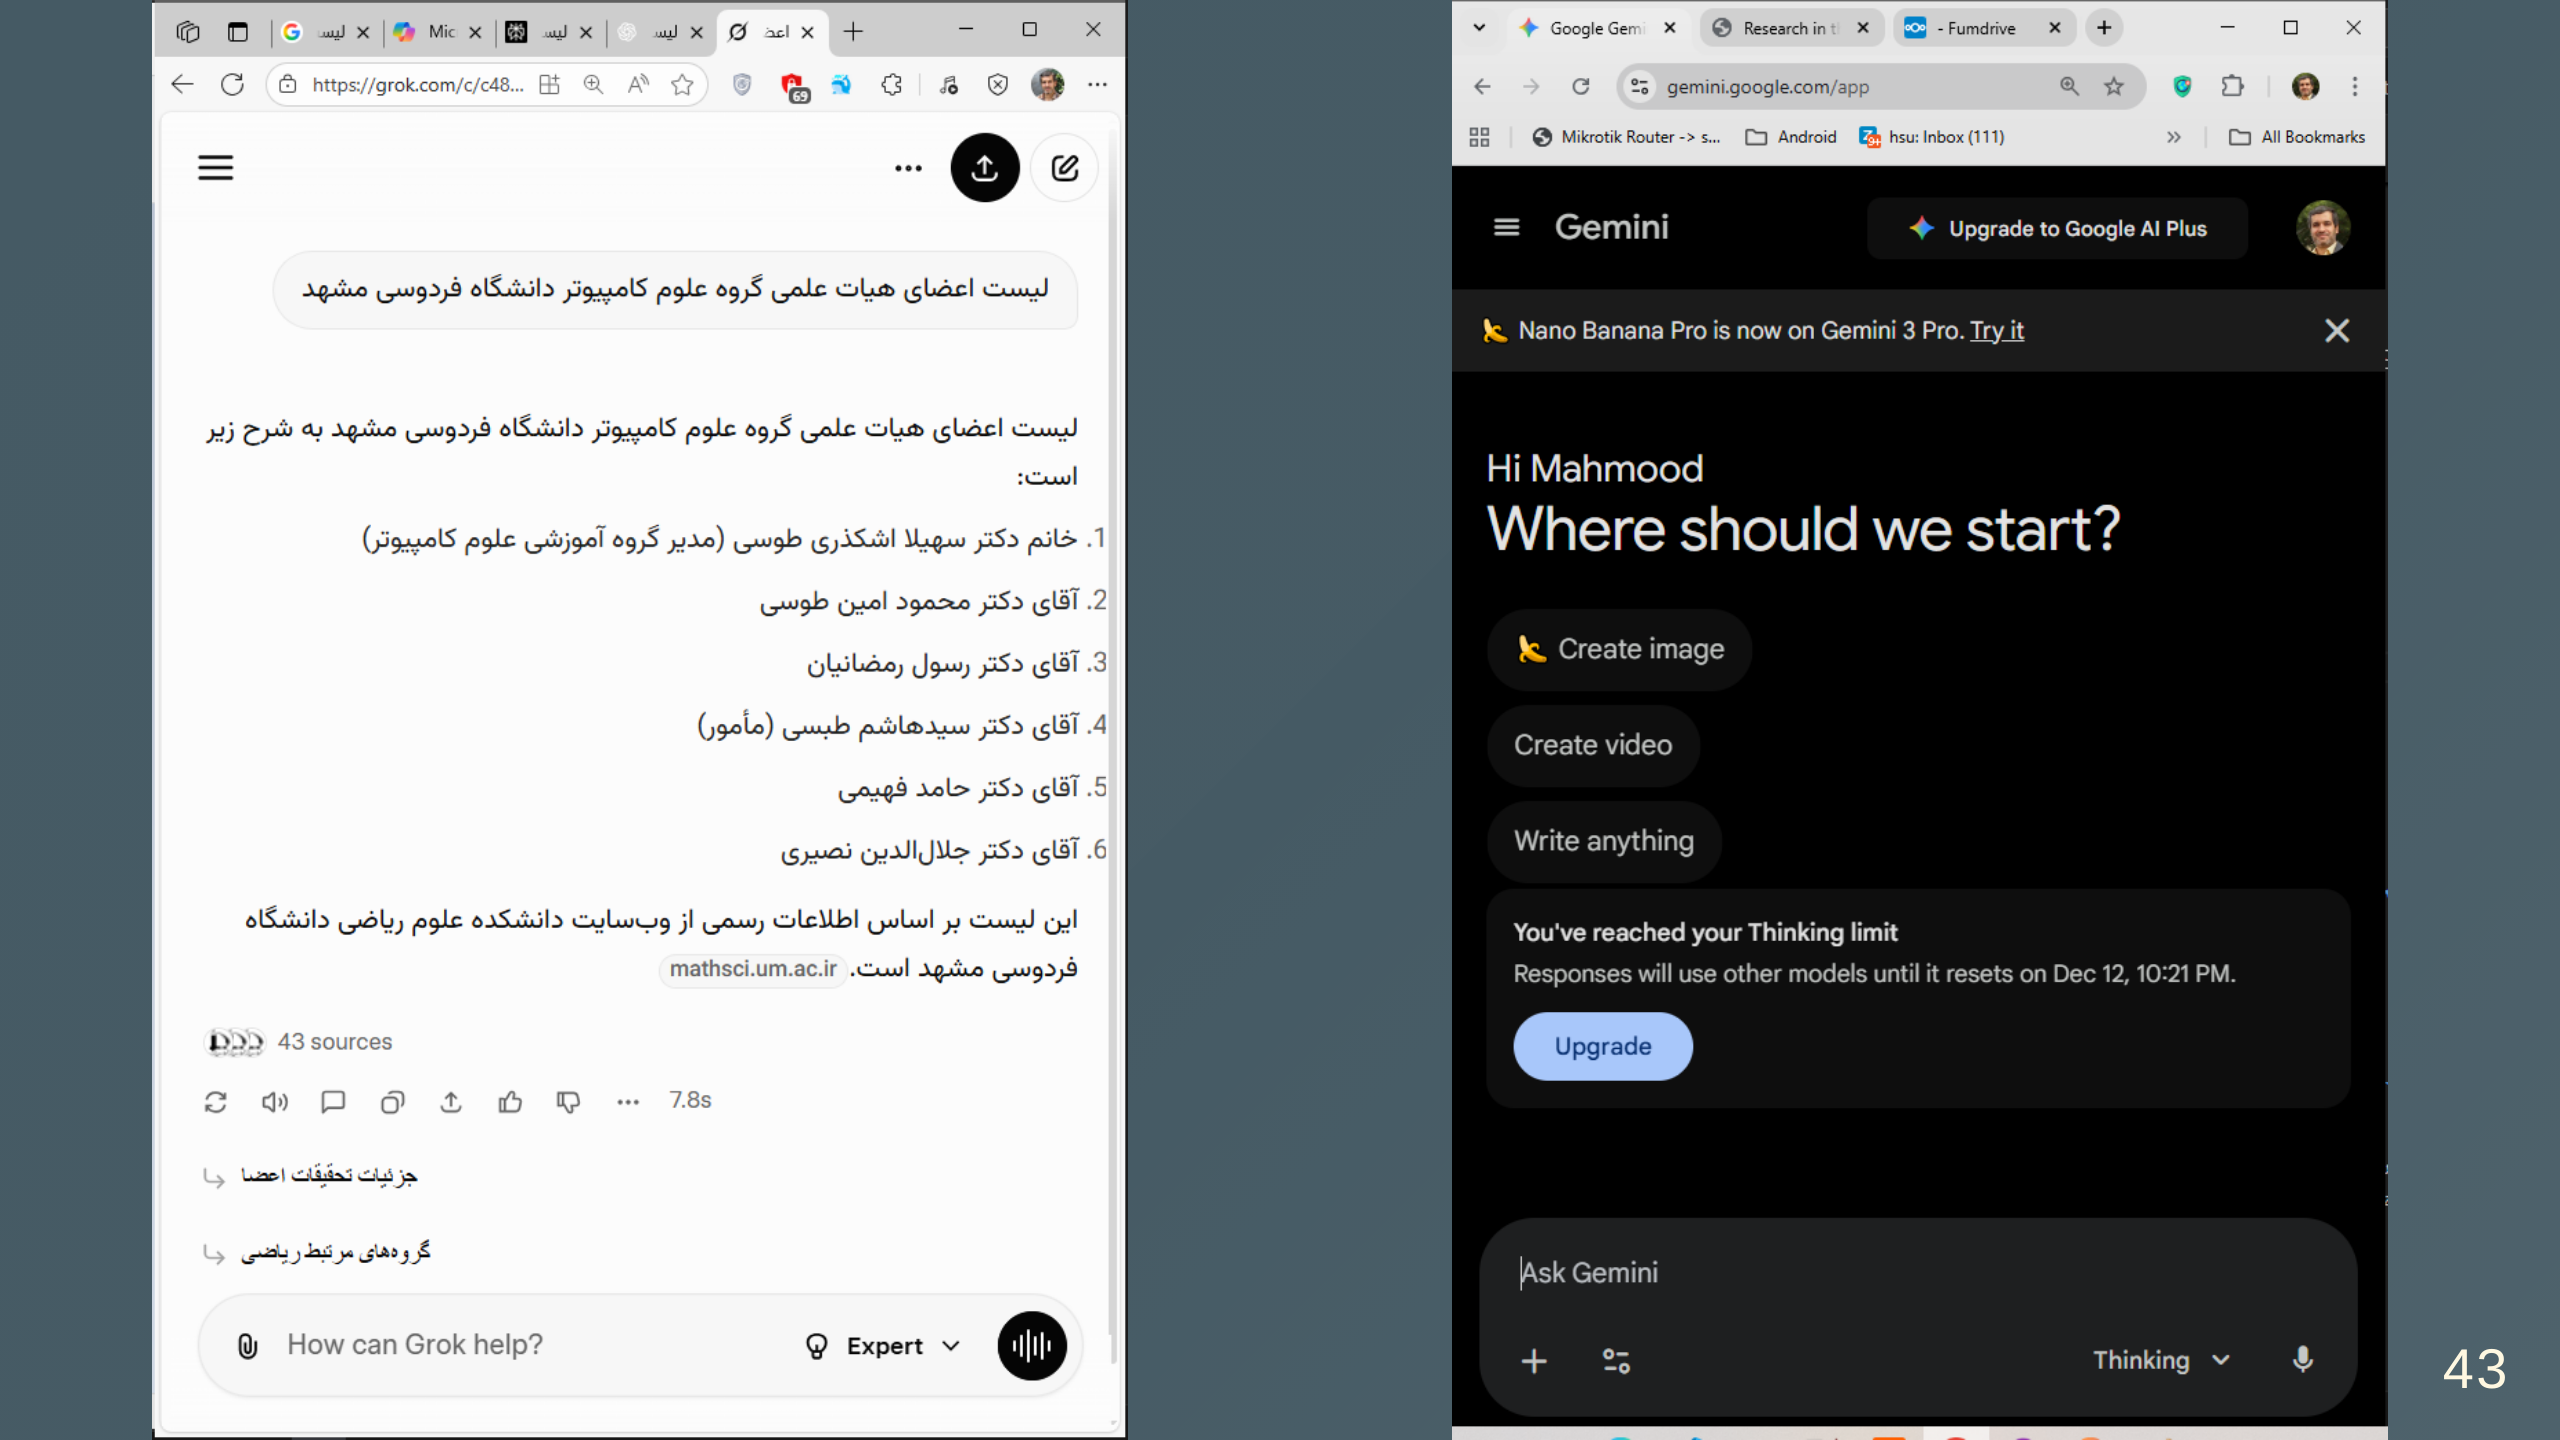 لیس
Mic
لیس
لیس
اعض
https://grok.com/c/c48...
69
لیست اعضای هیات علمی گروه علوم کامپیوتر دانشگاه فردوسی مشهد
لیست اعضای هیات علمی گروه علوم کامپیوتر دانشگاه فردوسی مشهد به شرح زیر
است:
1. خانم دکتر سهیلا اشکذری طوسی (مدیر گروه آموزشی علوم کامپیوتر)
2. آقای دکتر محمود امین طوسی
3. آقای دکتر رسول رمضانیان
4. آقای دکتر سیدهاشم طبسی (مأمور)
5. آقای دکتر حامد فهیمی
6. آقای دکتر جلال‌الدین نصیری
این لیست بر اساس اطلاعات رسمی از وب‌سایت دانشکده علوم ریاضی دانشگاه
فردوسی مشهد است. mathsci.um.ac.ir
43 sources
7.8s
جزئیات تحقیقات اعضا
گروه‌های مرتبط ریاضی
How can Grok help?
Expert
Google Gemi
Research in t
- Fumdrive
gemini.google.com/app
Mikrotik Router -> s...
Android
hsu: Inbox (111)
All Bookmarks
Gemini
Upgrade to Google AI Plus
Nano Banana Pro is now on Gemini 3 Pro. Try it
Hi Mahmood
Where should we start?
Create image
Create video
Write anything
You've reached your Thinking limit
Responses will use other models until it resets on Dec 12, 10:21 PM.
Upgrade
Ask Gemini
Thinking
43